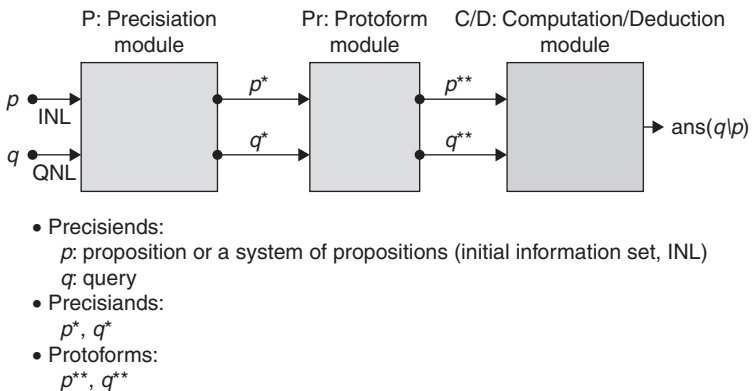 P: Precisiation module
Pr: Protoform module
C/D: Computation/Deduction module
p
INL
p*
p**
ans(q\p)
q
QNL
q*
q**
• Precisiends:
p: proposition or a system of propositions (initial information set, INL)
q: query
• Precisiands:
p*, q*
• Protoforms:
p**, q**